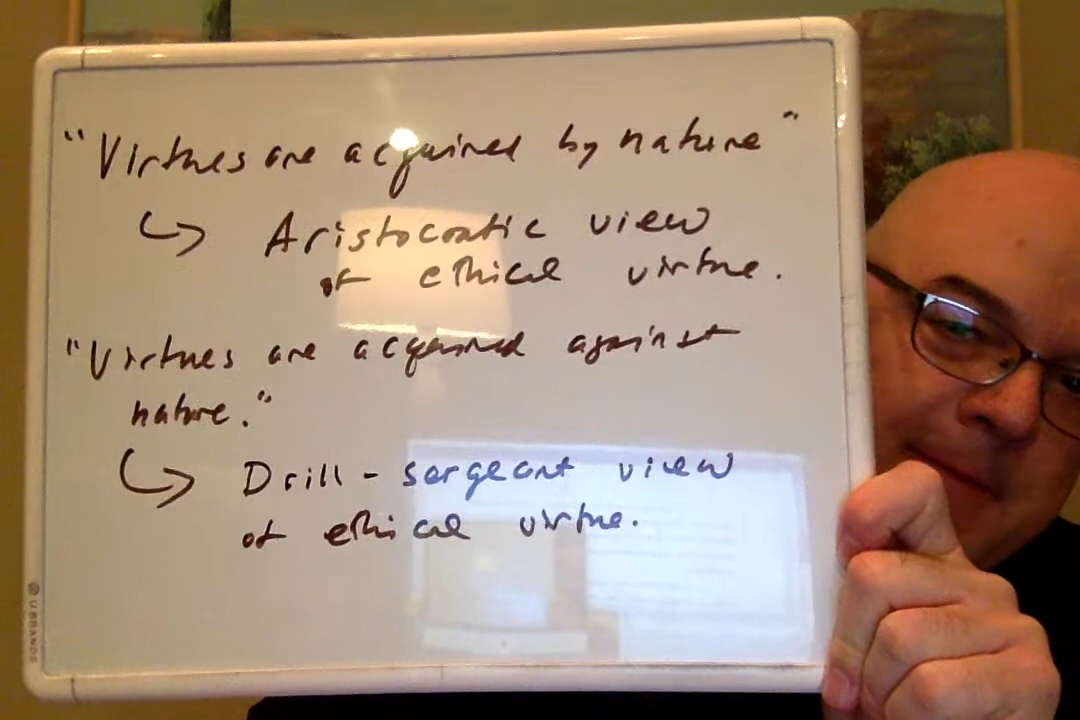 "Virtues are acquired by nature"
↳ Aristocratic view
of ethical virtue.
"Virtues are acquired against
nature."
↳ Drill-sergeant view
of ethical virtue.
U BRANDS